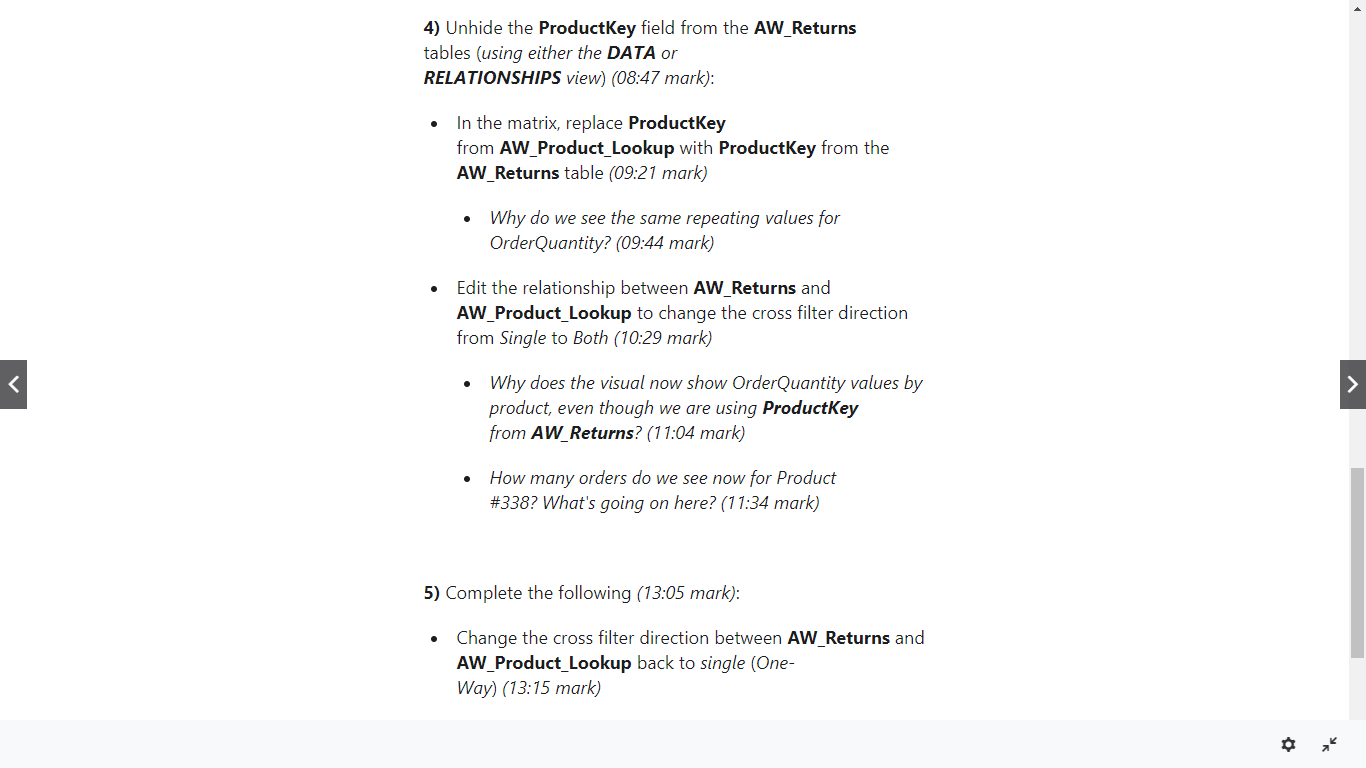 4) Unhide the ProductKey field from the AW_Returns
tables (using either the DATA or
RELATIONSHIPS view) (08:47 mark):
• In the matrix, replace ProductKey
from AW_Product_Lookup with ProductKey from the
AW_Returns table (09:21 mark)
• Why do we see the same repeating values for
OrderQuantity? (09:44 mark)
• Edit the relationship between AW_Returns and
AW_Product_Lookup to change the cross filter direction
from Single to Both (10:29 mark)
• Why does the visual now show OrderQuantity values by
product, even though we are using ProductKey
from AW_Returns? (11:04 mark)
• How many orders do we see now for Product
#338? What's going on here? (11:34 mark)
5) Complete the following (13:05 mark):
• Change the cross filter direction between AW_Returns and
AW_Product_Lookup back to single (One-
Way) (13:15 mark)